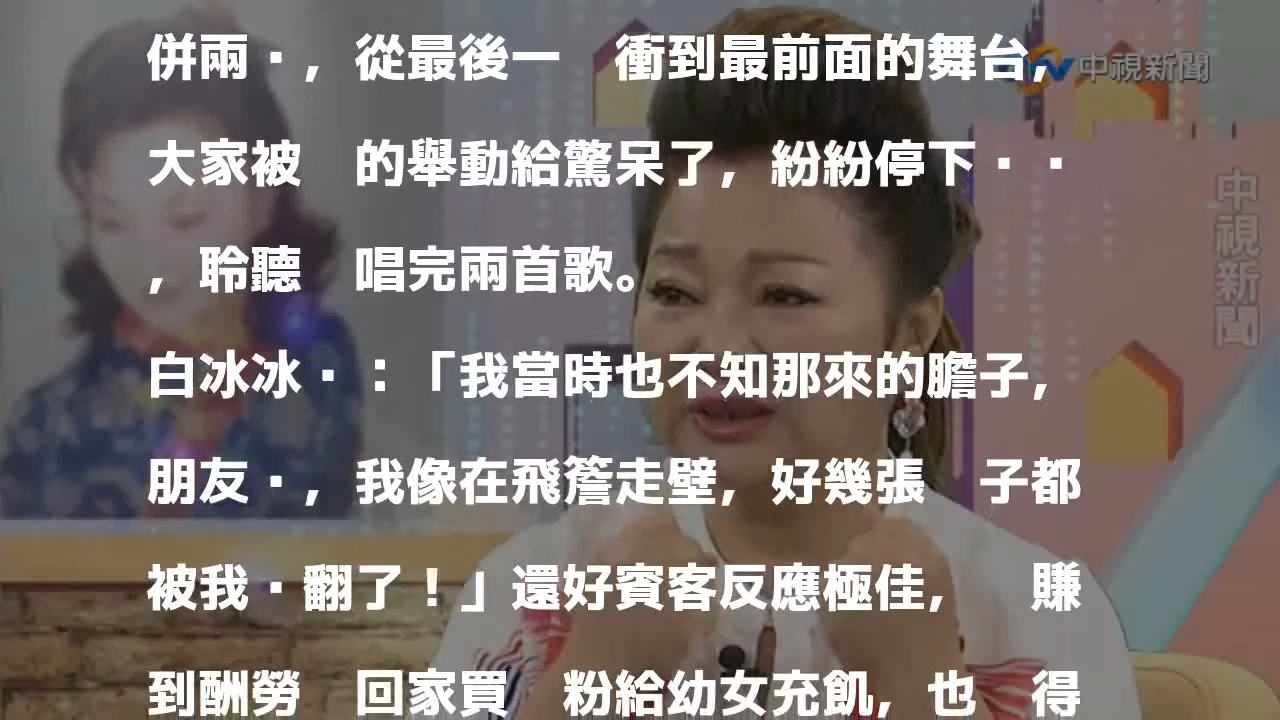 併兩·，從最後一　衝到最前面的舞台，
中視新聞
大家被　的舉動給驚呆了，紛紛停下··
，聆聽　唱完兩首歌。
中視新聞
白冰冰·：「我當時也不知那來的膽子，
朋友·，我像在飛簷走壁，好幾張　子都
被我·翻了！」還好賓客反應極佳，　賺
到酬勞　回家買　粉給幼女充飢，也　得